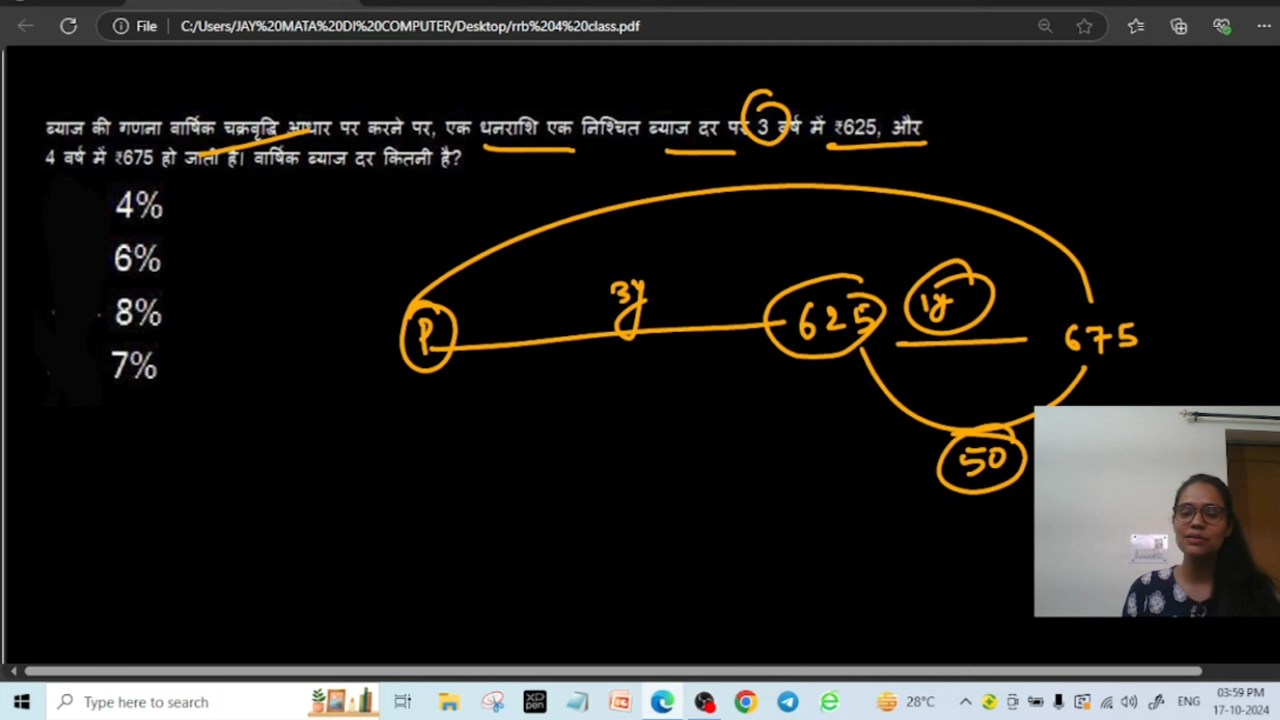 File C:/Users/JAY%20MATA%20DI%20COMPUTER/Desktop/rrb%204%20class.pdf
ब्याज की गणना वार्षिक चक्रवृद्धि आधार पर करने पर, एक धनराशि एक निश्चित ब्याज दर पर 3 वर्ष में ₹625, और
4 वर्ष में ₹675 हो जाती है। वार्षिक ब्याज दर कितनी है?
4%
6%
8%
7%
P 3y 625 1y 675
50
Type here to search 28°C ENG 03:59 PM
17-10-2024